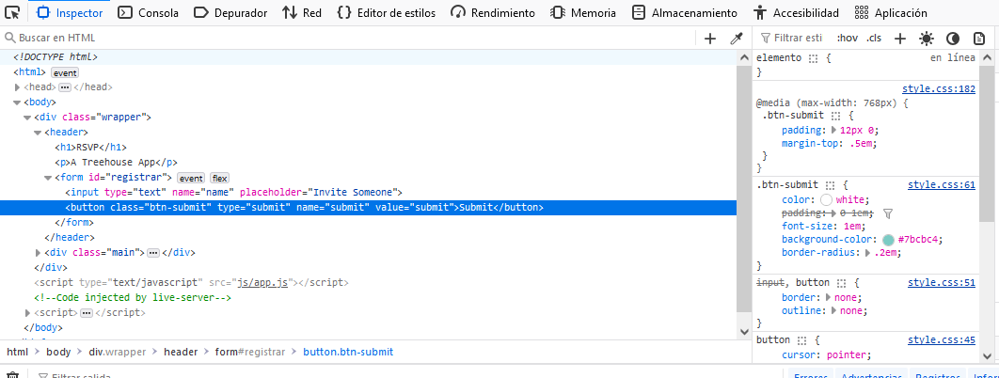 Inspector Consola Depurador Red Editor de estilos Rendimiento Memoria Almacenamiento Accesibilidad Aplicación
Buscar en HTML
<!DOCTYPE html>
<html> event
<head> ••• </head>
<body>
<div class="wrapper">
<header>
<h1>RSVP</h1>
<p>A Treehouse App</p>
<form id="registrar"> event flex
<input type="text" name="name" placeholder="Invite Someone">
<button class="btn-submit" type="submit" name="submit" value="submit">Submit</button>
</form>
</header>
<div class="main"> ••• </div>
</div>
<script type="text/javascript" src="js/app.js"></script>
<!--Code injected by live-server-->
<script> ••• </script>
</body>
html > body > div.wrapper > header > form#registrar > button.btn-submit
Filtrar salida
Filtrar esti :hov .cls +
elemento { en línea
}
style.css:182
@media (max-width: 768px) {
.btn-submit {
padding: 12px 0;
margin-top: .5em;
}
}
.btn-submit { style.css:61
color: white;
padding: 0 1em;
font-size: 1em;
background-color: #7bcbc4;
border-radius: .2em;
}
input, button { style.css:51
border: none;
outline: none;
}
button { style.css:45
cursor: pointer;
Errores Advertencias Registros